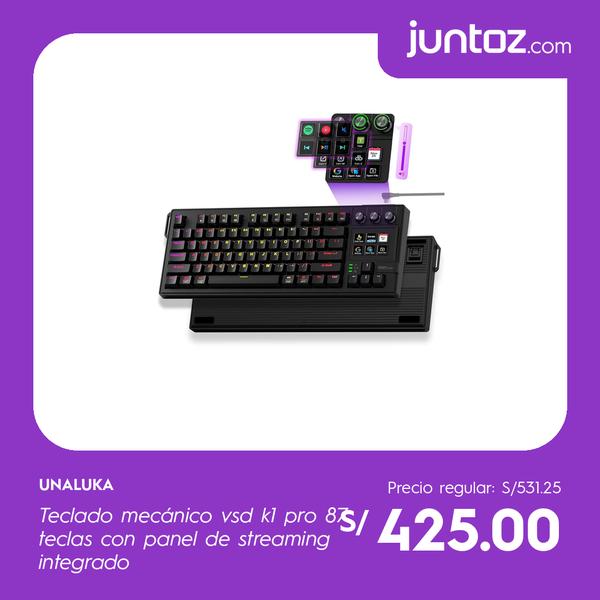 juntoz.com
UNALUKA
Teclado mecánico vsd k1 pro 87
teclas con panel de streaming
integrado
Precio regular: S/531.25
S/ 425.00